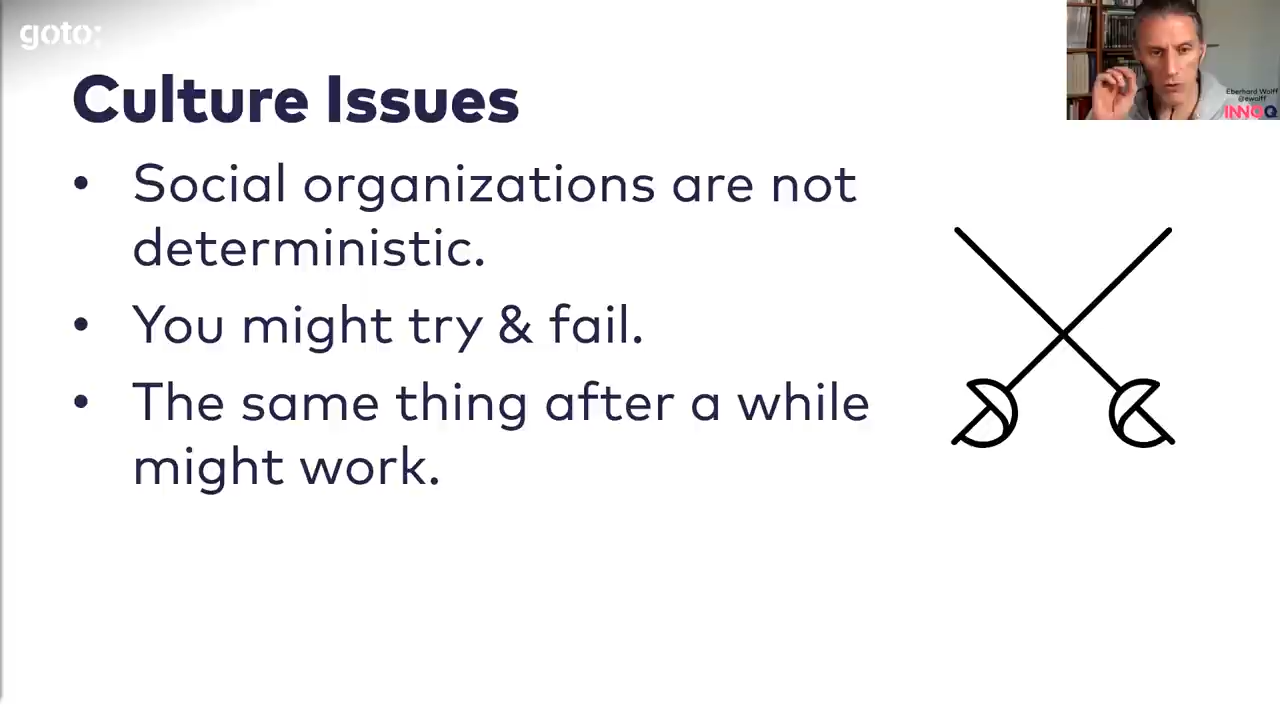 goto;
Culture Issues
• Social organizations are not
deterministic.
• You might try & fail.
• The same thing after a while
might work.
Eberhard Wolff
@ewolff
INNOQ